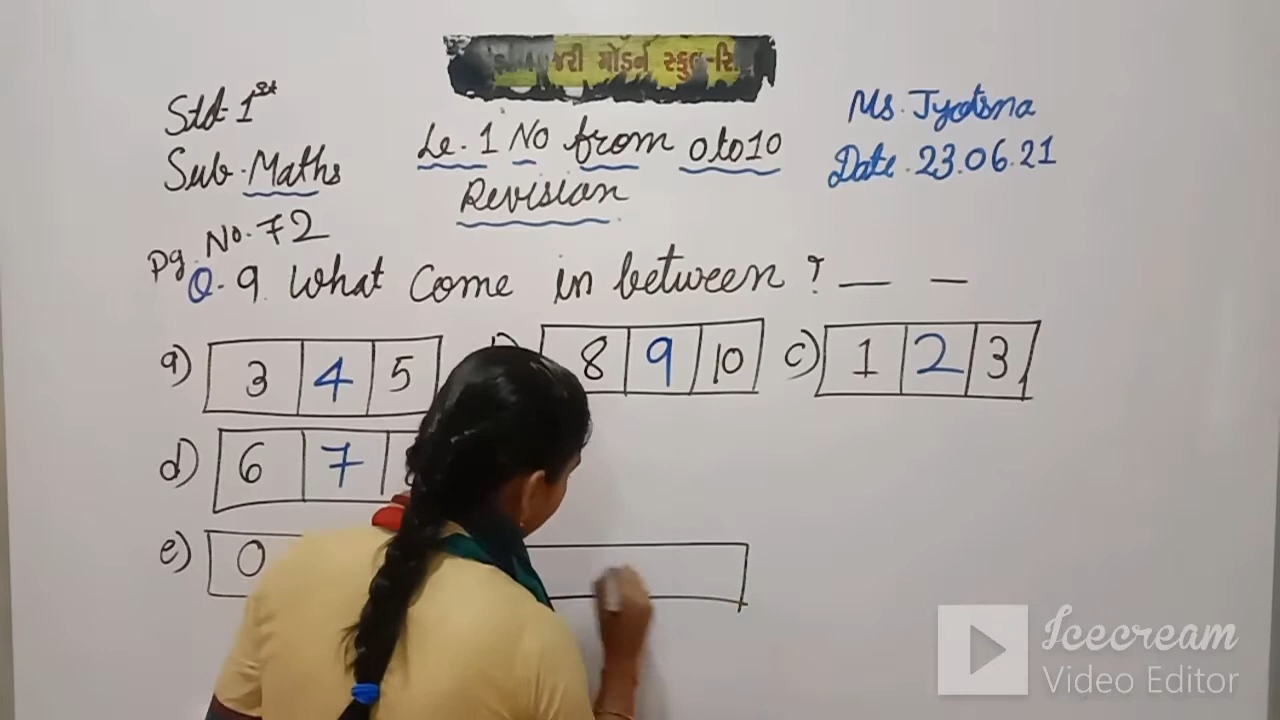 જરી મોડર્ન સ્કુલ-રિ
Std-1st
Sub-Maths
Le. 1 No from 0 to 10
Revision
Ms. Jyotsna
Date. 23.06.21
Pg. No. 72
Q. 9. What come in between ? — —
a) 3 4 5
8 9 10
c) 1 2 3
d) 6 7
e) 0
Icecream
Video Editor